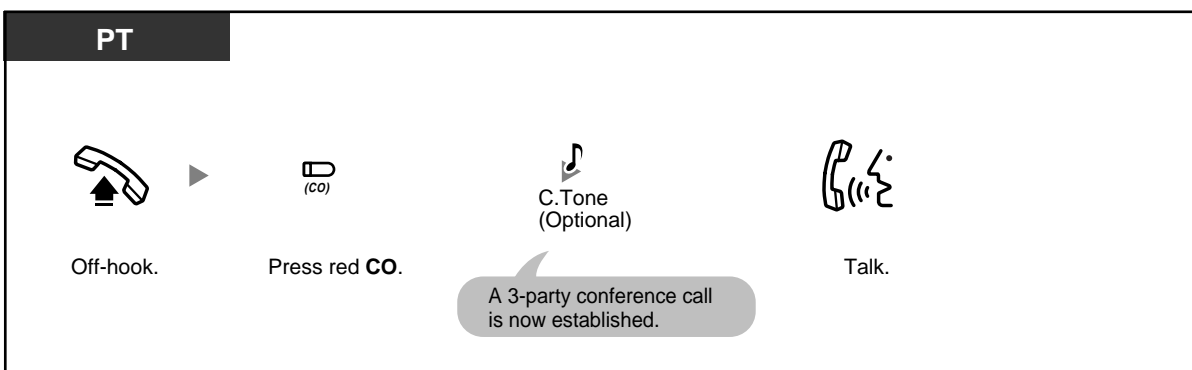 PT
(CO)
C.Tone
(Optional)
Off-hook.
Press red CO.
Talk.
A 3-party conference call
is now established.